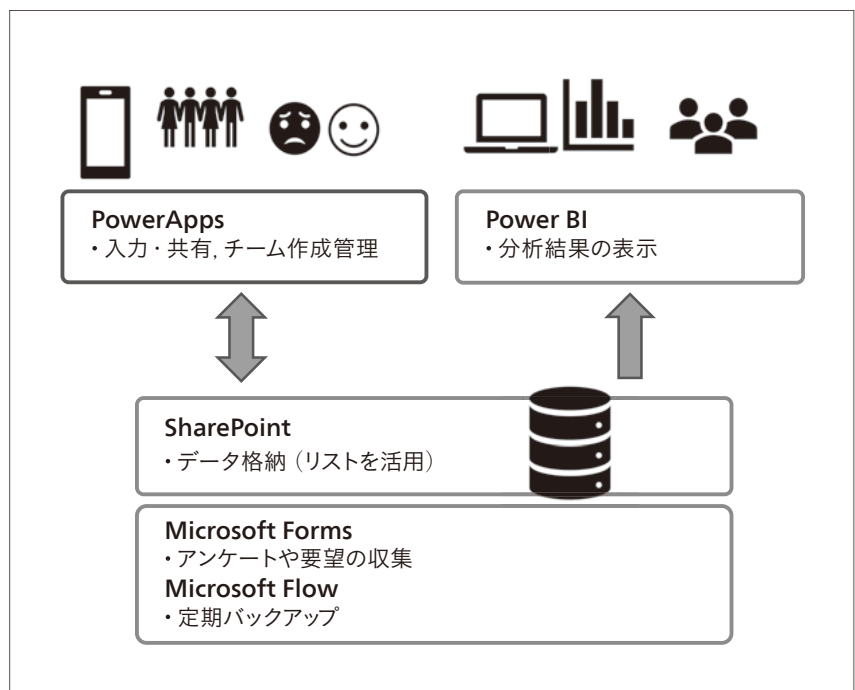 PowerApps
・入力・共有, チーム作成管理
Power BI
・分析結果の表示
SharePoint
・データ格納（リストを活用）
Microsoft Forms
・アンケートや要望の収集
Microsoft Flow
・定期バックアップ